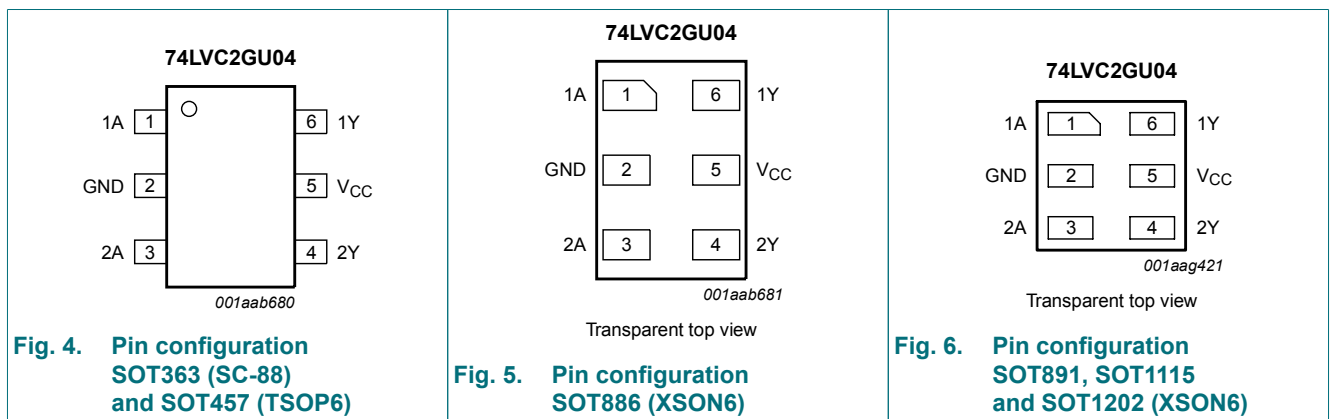 74LVC2GU04
1A 1 6 1Y
GND 2 5 VCC
2A 3 4 2Y
001aab680
Fig. 4. Pin configuration
SOT363 (SC-88)
and SOT457 (TSOP6)
74LVC2GU04
1A 1 6 1Y
GND 2 5 VCC
2A 3 4 2Y
001aab681
Transparent top view
Fig. 5. Pin configuration
SOT886 (XSON6)
74LVC2GU04
1A 1 6 1Y
GND 2 5 VCC
2A 3 4 2Y
001aag421
Transparent top view
Fig. 6. Pin configuration
SOT891, SOT1115
and SOT1202 (XSON6)